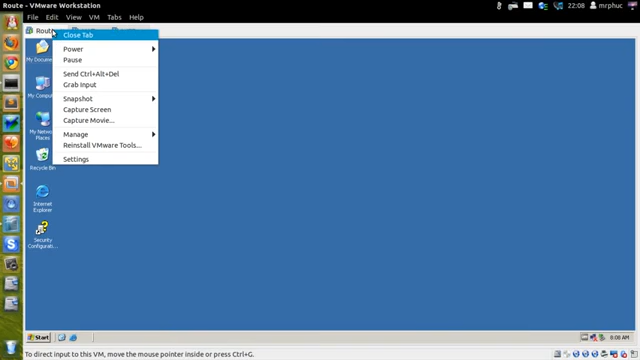 Route - VMware Workstation
22:08 mrphuc
File Edit View VM Tabs Help
Route
Close Tab
Power
Pause
Send Ctrl+Alt+Del
Grab Input
Snapshot
Capture Screen
Capture Movie...
Manage
Reinstall VMware Tools...
Settings
My Docume
My Compu
My Network
Places
Recycle Bin
Internet
Explorer
Security
Configurati...
Start
8:08 AM
To direct input to this VM, move the mouse pointer inside or press Ctrl+G.